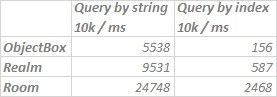 Query by string Query by index
10k / ms 10k / ms
ObjectBox 5538 156
Realm 9531 587
Room 24748 2468